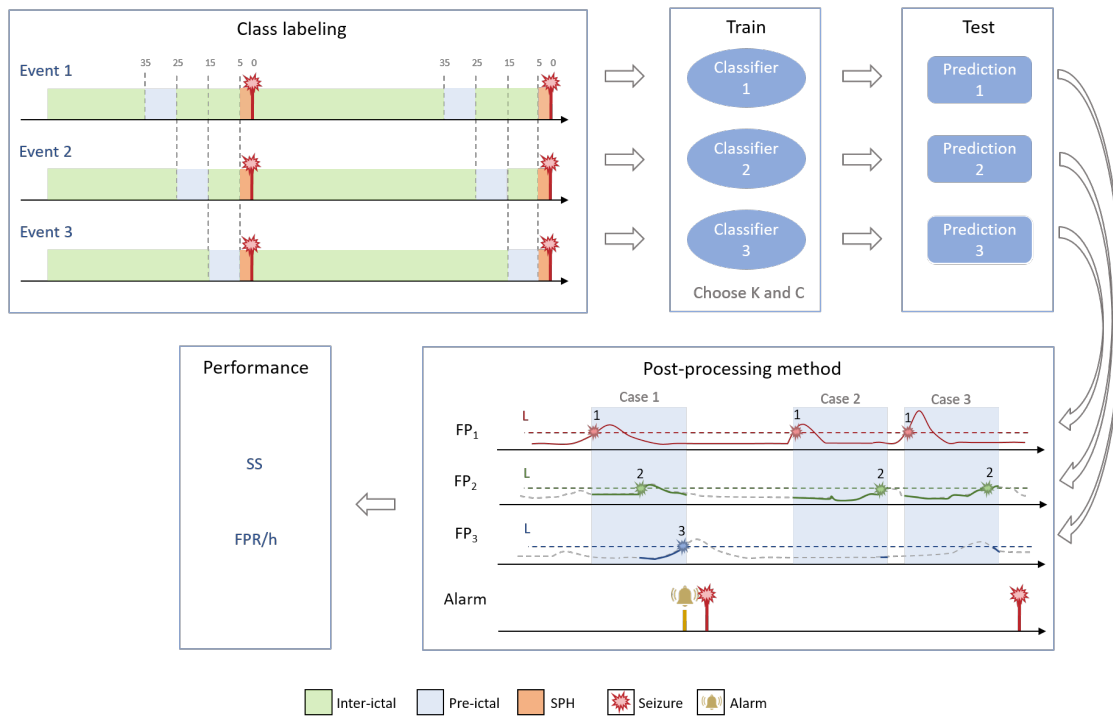 Class labeling
Event 1
35 25 15 5 0 35 25 15 5 0
Event 2
Event 3
Train
Classifier
1
Classifier
2
Classifier
3
Choose K and C
Test
Prediction
1
Prediction
2
Prediction
3
Performance
SS
FPR/h
Post-processing method
Case 1 Case 2 Case 3
FP1
L 1 1 1
FP2
L 2 2 2
FP3
L 3
Alarm
Inter-ictal Pre-ictal SPH Seizure Alarm